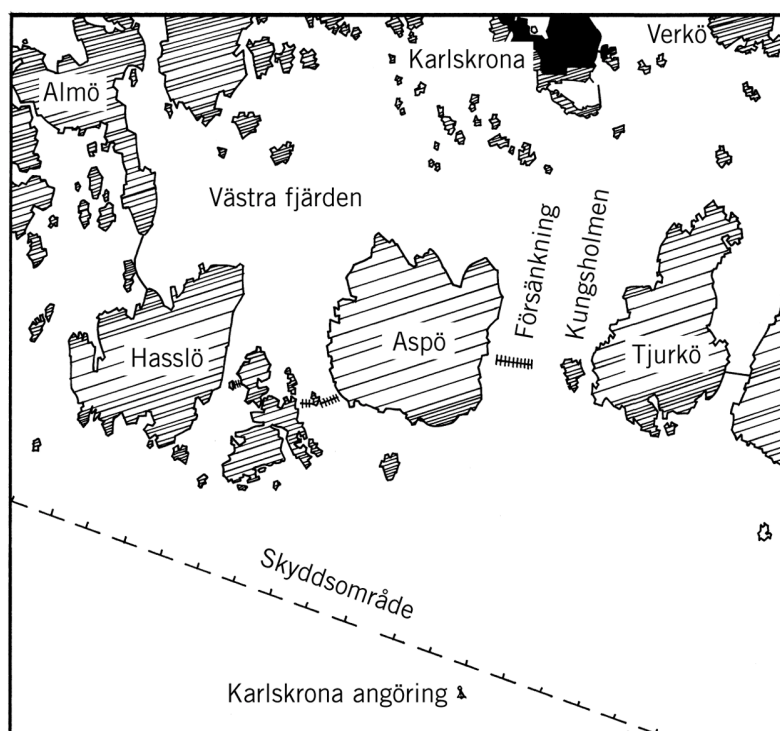 Karlskrona
Verkö
Almö
Västra fjärden
Försänkning
Kungsholmen
Hasslö
Aspö
Tjurkö
Skyddsområde
Karlskrona angöring